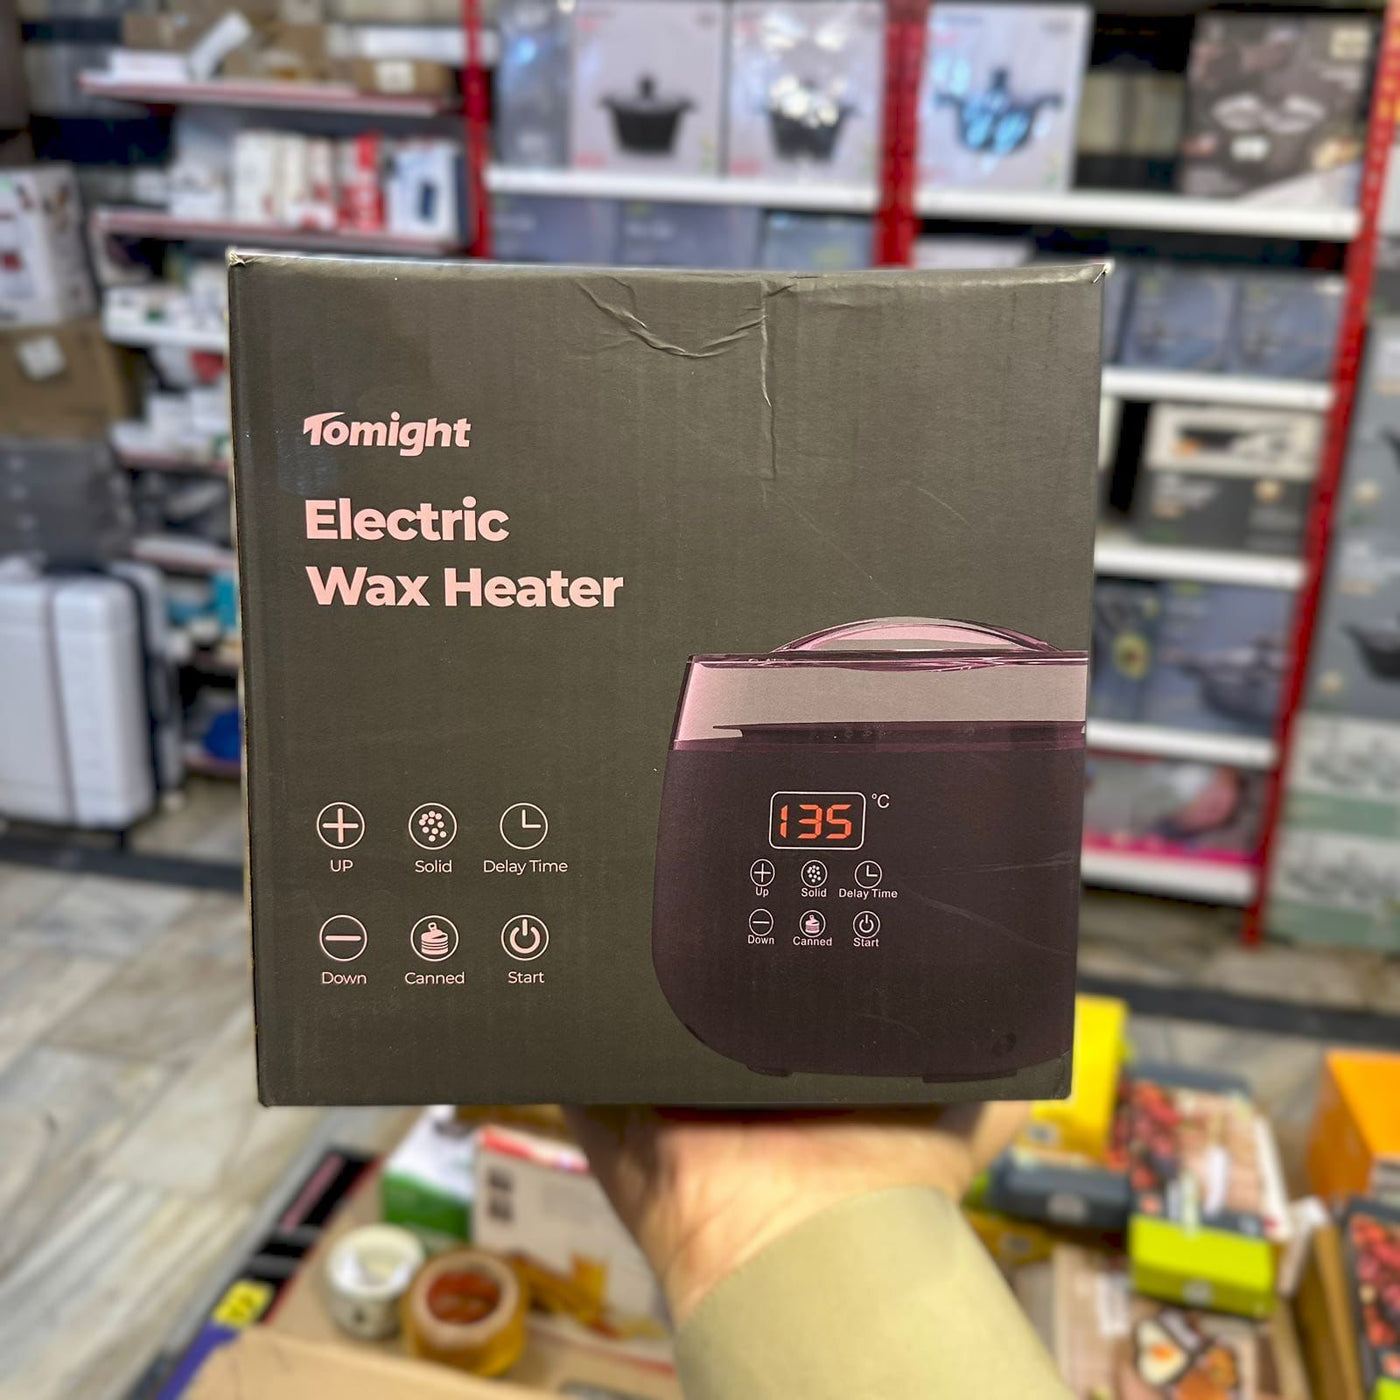 Tomight
Electric
Wax Heater
UP
Solid
Delay Time
Down
Canned
Start
135 °C
Up
Solid
Delay Time
Down
Canned
Start